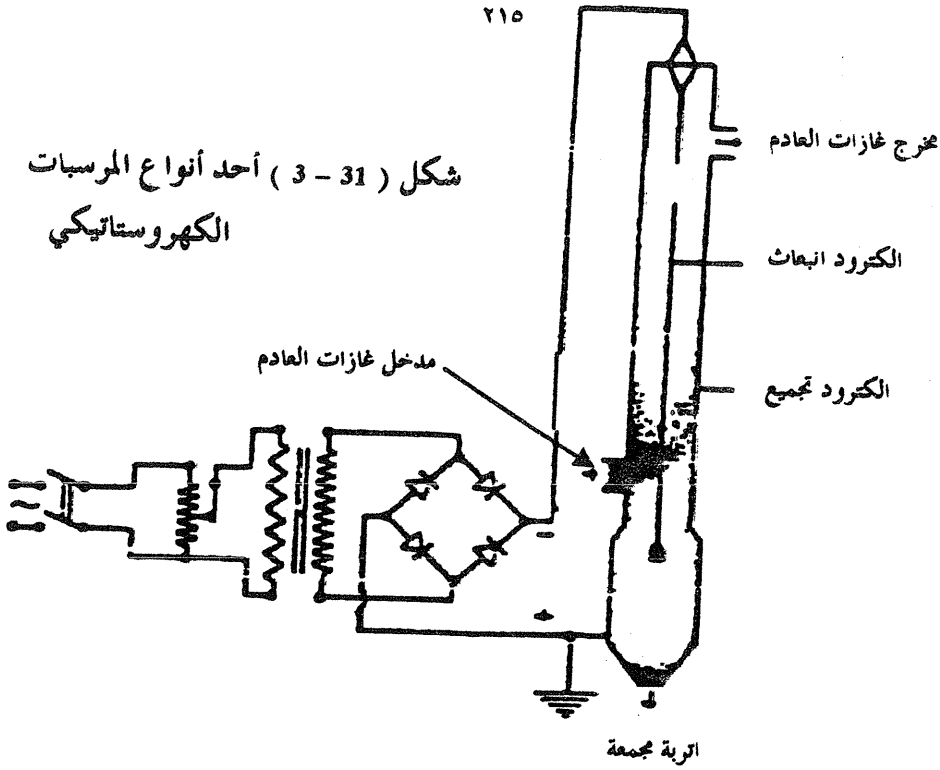 ٢١٥
شكل ( 31 - 3 ) أحد أنواع المرسبات
الكهروستاتيكي
مخرج غازات العادم
الكترود انبعاث
مدخل غازات العادم
الكترود تجميع
~
-
+
اتربة مجمعة